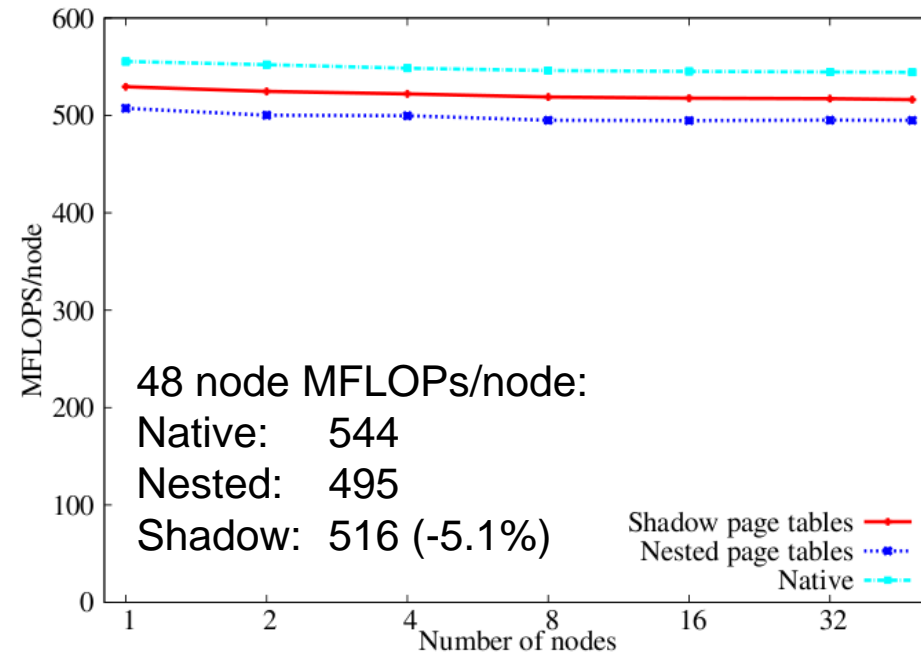 600
500
400
300
200
100
0
MFLOPS/node
48 node MFLOPs/node:
Native: 544
Nested: 495
Shadow: 516 (-5.1%)
Shadow page tables
Nested page tables
Native
1 2 4 8 16 32
Number of nodes